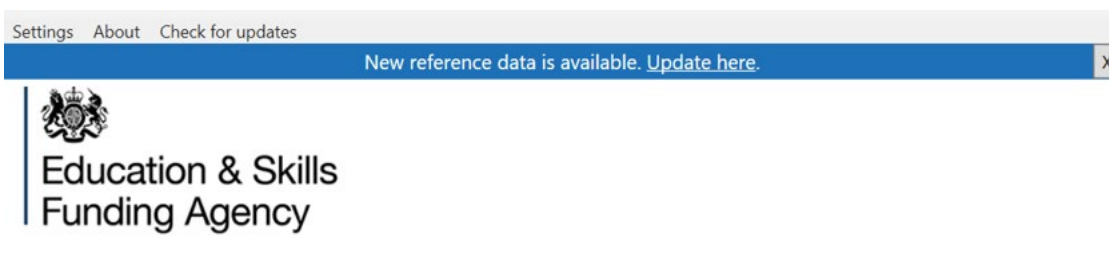 Settings About Check for updates
New reference data is available. Update here.
X
Education & Skills
Funding Agency